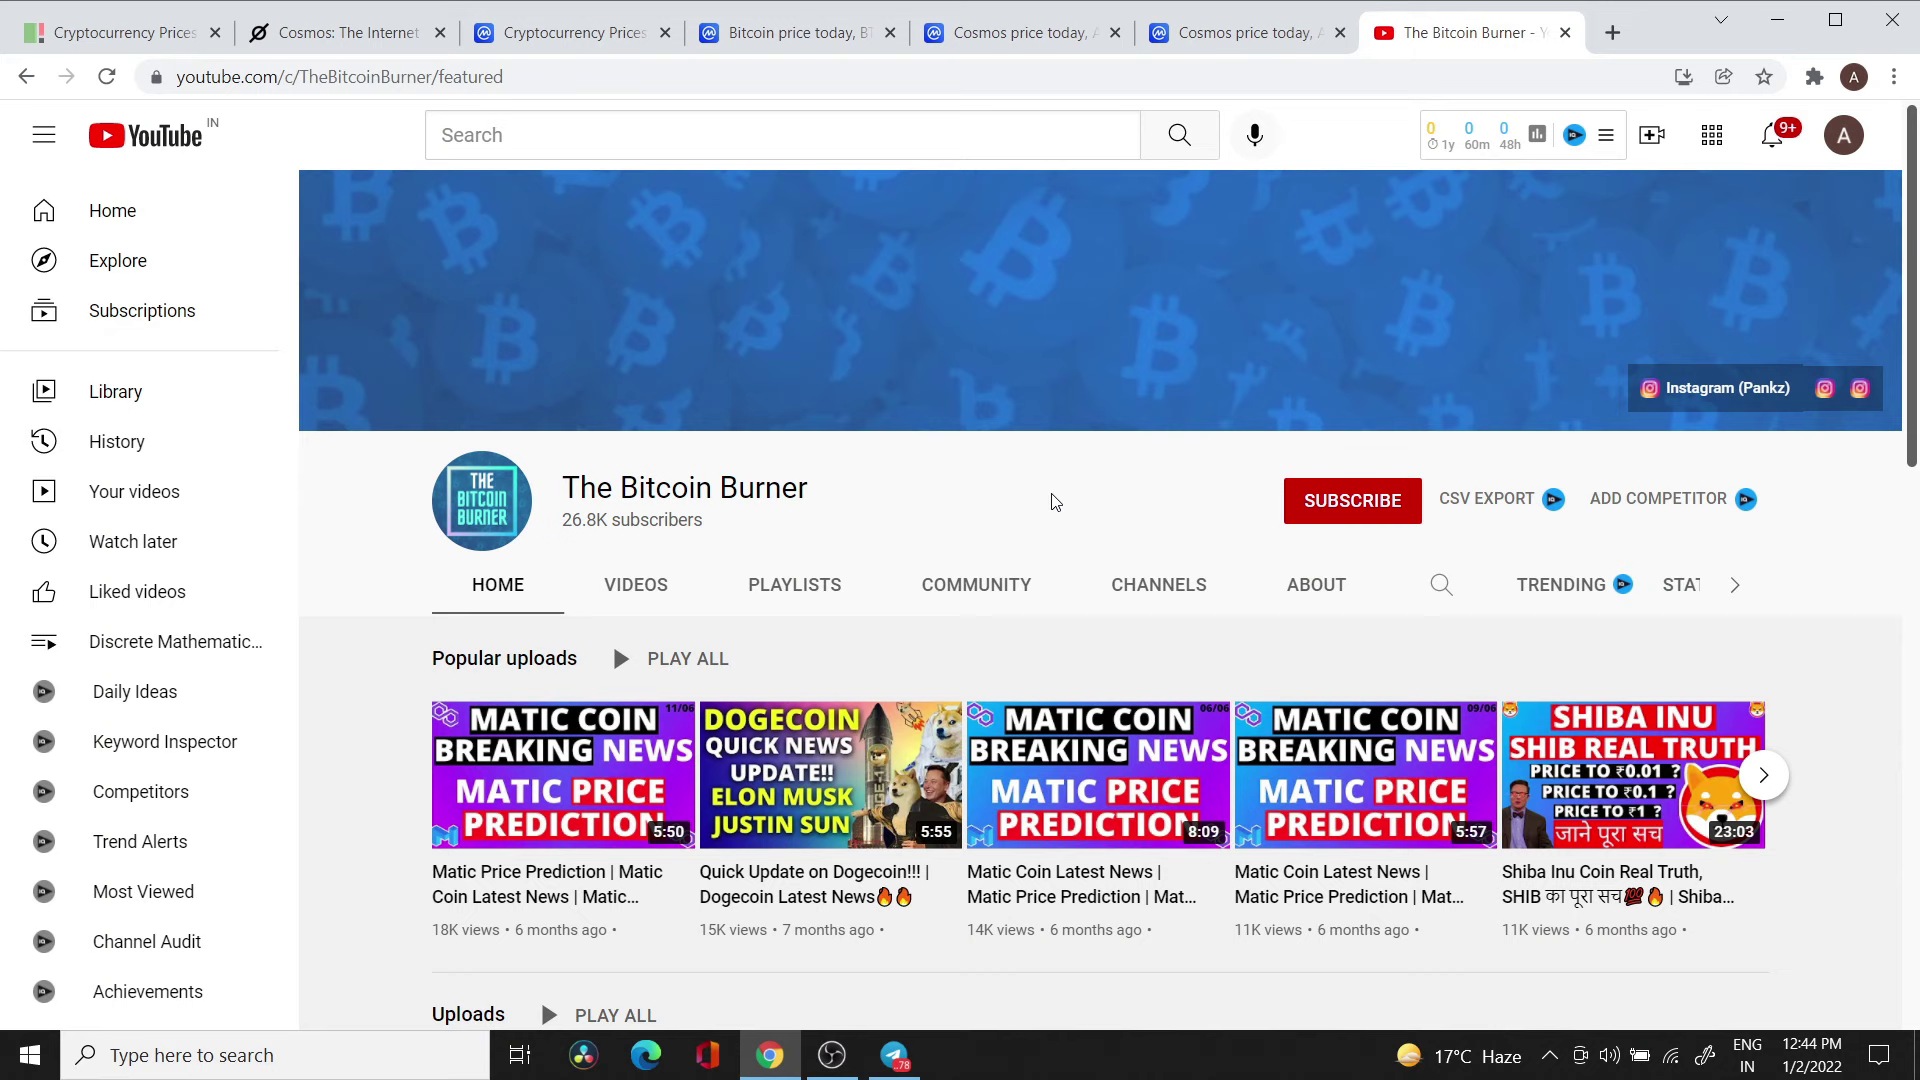 Cryptocurrency Prices
Cosmos: The Internet
Cryptocurrency Prices
Bitcoin price today, BT
Cosmos price today, A
Cosmos price today, A
The Bitcoin Burner - Y
youtube.com/c/TheBitcoinBurner/featured
A
YouTube IN
Search
0 0 0
1y 60m 48h
9+
A
Home
Explore
Subscriptions
Library
History
Your videos
Watch later
Liked videos
Discrete Mathematic...
Daily Ideas
Keyword Inspector
Competitors
Trend Alerts
Most Viewed
Channel Audit
Achievements
Instagram (Pankz)
THE
BITCOIN
BURNER
The Bitcoin Burner
26.8K subscribers
SUBSCRIBE
CSV EXPORT
ADD COMPETITOR
HOME VIDEOS PLAYLISTS COMMUNITY CHANNELS ABOUT TRENDING STAT
Popular uploads PLAY ALL
11/06
MATIC COIN
BREAKING NEWS
MATIC PRICE
PREDICTION
5:50
Matic Price Prediction | Matic
Coin Latest News | Matic...
18K views • 6 months ago •
DOGECOIN
QUICK NEWS
UPDATE!!
ELON MUSK
JUSTIN SUN
5:55
Quick Update on Dogecoin!!! |
Dogecoin Latest News🔥🔥
15K views • 7 months ago •
06/06
MATIC COIN
BREAKING NEWS
MATIC PRICE
PREDICTION
8:09
Matic Coin Latest News |
Matic Price Prediction | Mat...
14K views • 6 months ago •
09/06
MATIC COIN
BREAKING NEWS
MATIC PRICE
PREDICTION
5:57
Matic Coin Latest News |
Matic Price Prediction | Mat...
11K views • 6 months ago •
SHIBA INU
SHIB REAL TRUTH
PRICE TO ₹0.01 ?
PRICE TO ₹0.1 ?
PRICE TO ₹1 ?
जाने पूरा सच
23:03
Shiba Inu Coin Real Truth,
SHIB का पूरा सच💯🔥 | Shiba...
11K views • 6 months ago •
Uploads PLAY ALL
Type here to search
78
17°C Haze
ENG
IN
12:44 PM
1/2/2022